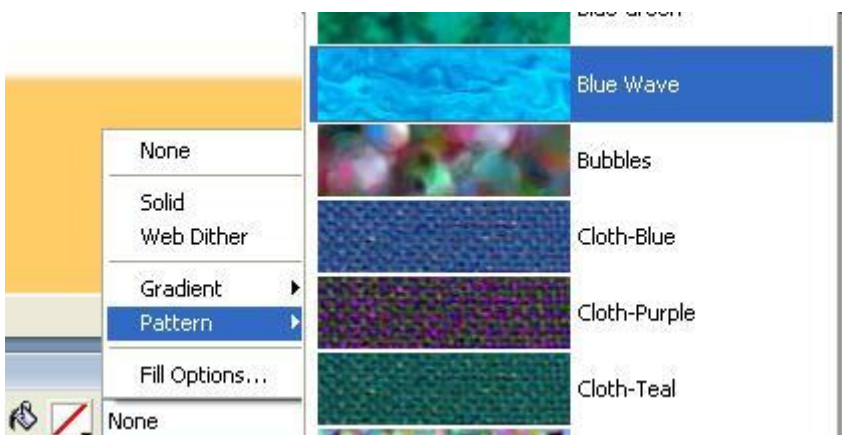 None
Solid
Web Dither
Gradient
Pattern
Fill Options...
None
Blue Wave
Bubbles
Cloth-Blue
Cloth-Purple
Cloth-Teal